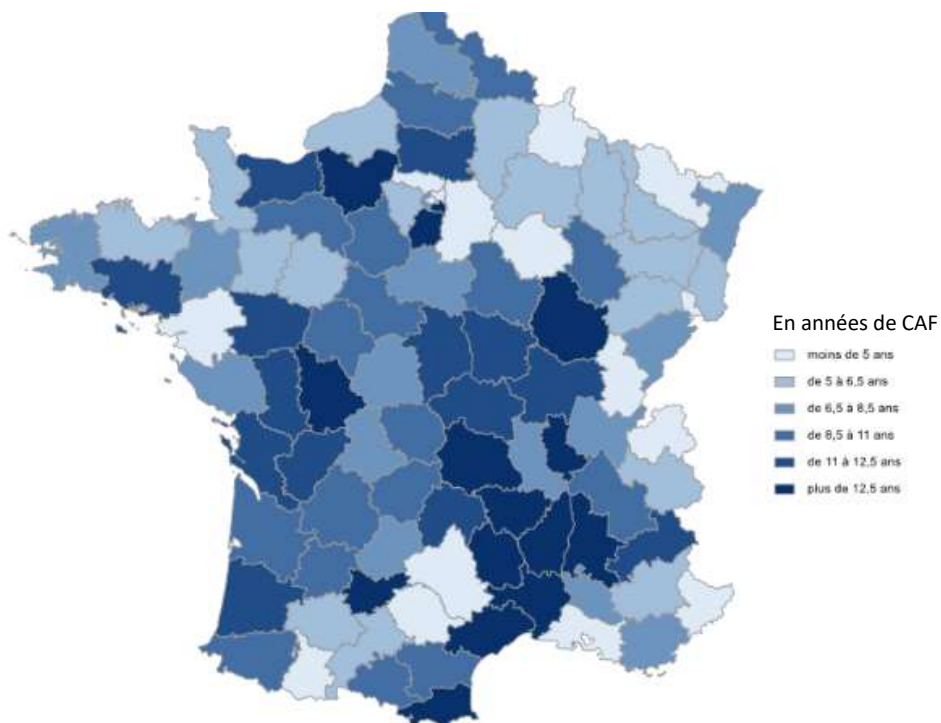 En années de CAF
moins de 5 ans
de 5 à 6,5 ans
de 6,5 à 8,5 ans
de 8,5 à 11 ans
de 11 à 12,5 ans
plus de 12,5 ans